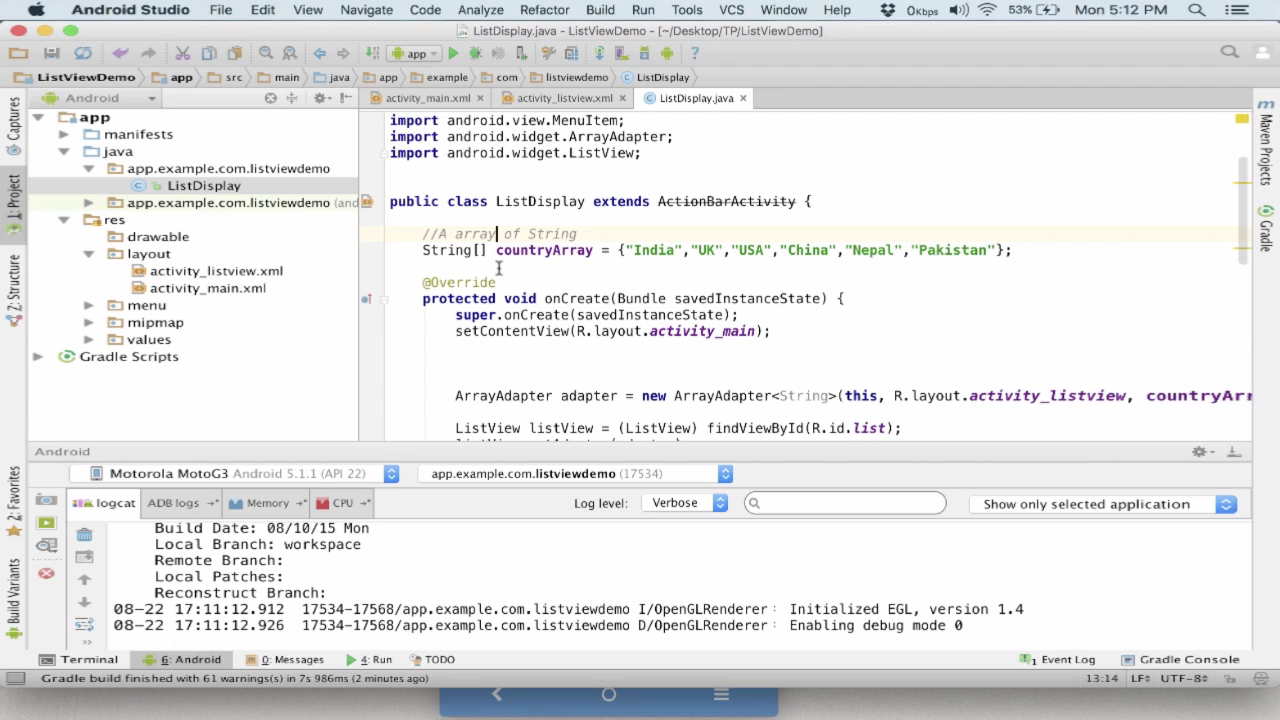 Android Studio File Edit View Navigate Code Analyze Refactor Build Run Tools VCS Window Help 0Kbps 53% Mon 5:12 PM
ListDisplay.java - ListViewDemo - [~/Desktop/TP/ListViewDemo]
app
ListViewDemo app src main java app example com listviewdemo ListDisplay
Android activity_main.xml activity_listview.xml ListDisplay.java
Captures
1: Project
Z: Structure
2: Favorites
Build Variants
Maven Projects
Gradle
app
manifests
java
app.example.com.listviewdemo
ListDisplay
app.example.com.listviewdemo (and
res
drawable
layout
activity_listview.xml
activity_main.xml
menu
mipmap
values
Gradle Scripts
import android.view.MenuItem;
import android.widget.ArrayAdapter;
import android.widget.ListView;
public class ListDisplay extends ActionBarActivity {
//A array of String
String[] countryArray = {"India","UK","USA","China","Nepal","Pakistan"};
@Override
protected void onCreate(Bundle savedInstanceState) {
super.onCreate(savedInstanceState);
setContentView(R.layout.activity_main);
ArrayAdapter adapter = new ArrayAdapter<String>(this, R.layout.activity_listview, countryArr
ListView listView = (ListView) findViewById(R.id.list);
Android
Motorola MotoG3 Android 5.1.1 (API 22) app.example.com.listviewdemo (17534)
logcat ADB logs Memory CPU Log level: Verbose Show only selected application
Build Date: 08/10/15 Mon
Local Branch: workspace
Remote Branch:
Local Patches:
Reconstruct Branch:
08-22 17:11:12.912 17534-17568/app.example.com.listviewdemo I/OpenGLRenderer﹕ Initialized EGL, version 1.4
08-22 17:11:12.926 17534-17568/app.example.com.listviewdemo D/OpenGLRenderer﹕ Enabling debug mode 0
Terminal 6: Android 0: Messages 4: Run TODO 1 Event Log Gradle Console
Gradle build finished with 61 warnings(s) in 7s 986ms (2 minutes ago) 13:14 LF UTF-8